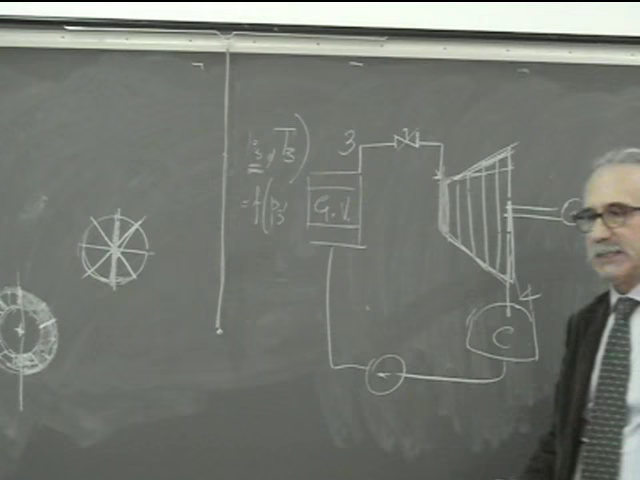 p₃, T₃)
= f(p₃,
3
G.V.
4
C